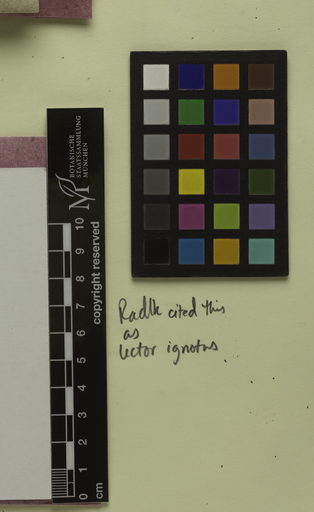 BOTANISCHE
STAATSSAMMLUNG
MÜNCHEN
M
copyright reserved
0 1 2 3 4 5 6 7 8 9 10
cm
Radlk cited this
as
lector ignotus